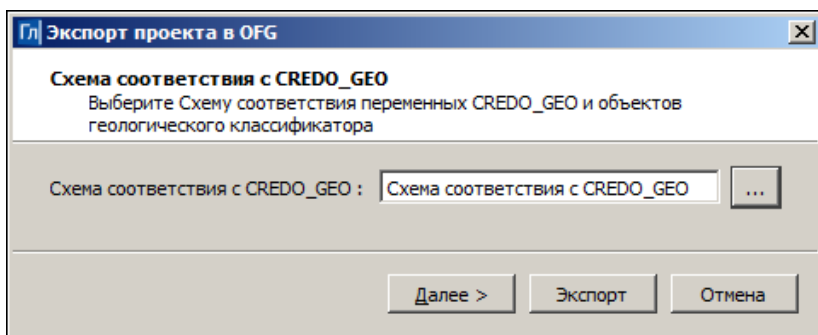 Гл Экспорт проекта в OFG
Схема соответствия с CREDO_GEO
Выберите Схему соответствия переменных CREDO_GEO и объектов
геологического классификатора
Схема соответствия с CREDO_GEO : Схема соответствия с CREDO_GEO ...
Далее > Экспорт Отмена